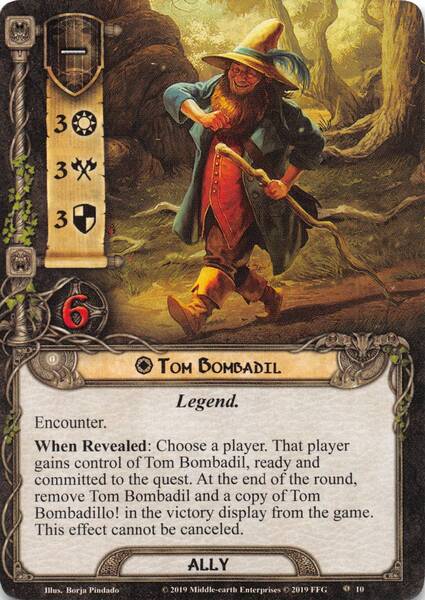 –
3
3
3
6
Tom Bombadil
Legend.
Encounter.
When Revealed: Choose a player. That player
gains control of Tom Bombadil, ready and
committed to the quest. At the end of the round,
remove Tom Bombadil and a copy of Tom
Bombadillo! in the victory display from the game.
This effect cannot be canceled.
ALLY
Illus. Borja Pindado © 2019 Middle-earth Enterprises © 2019 FFG 10